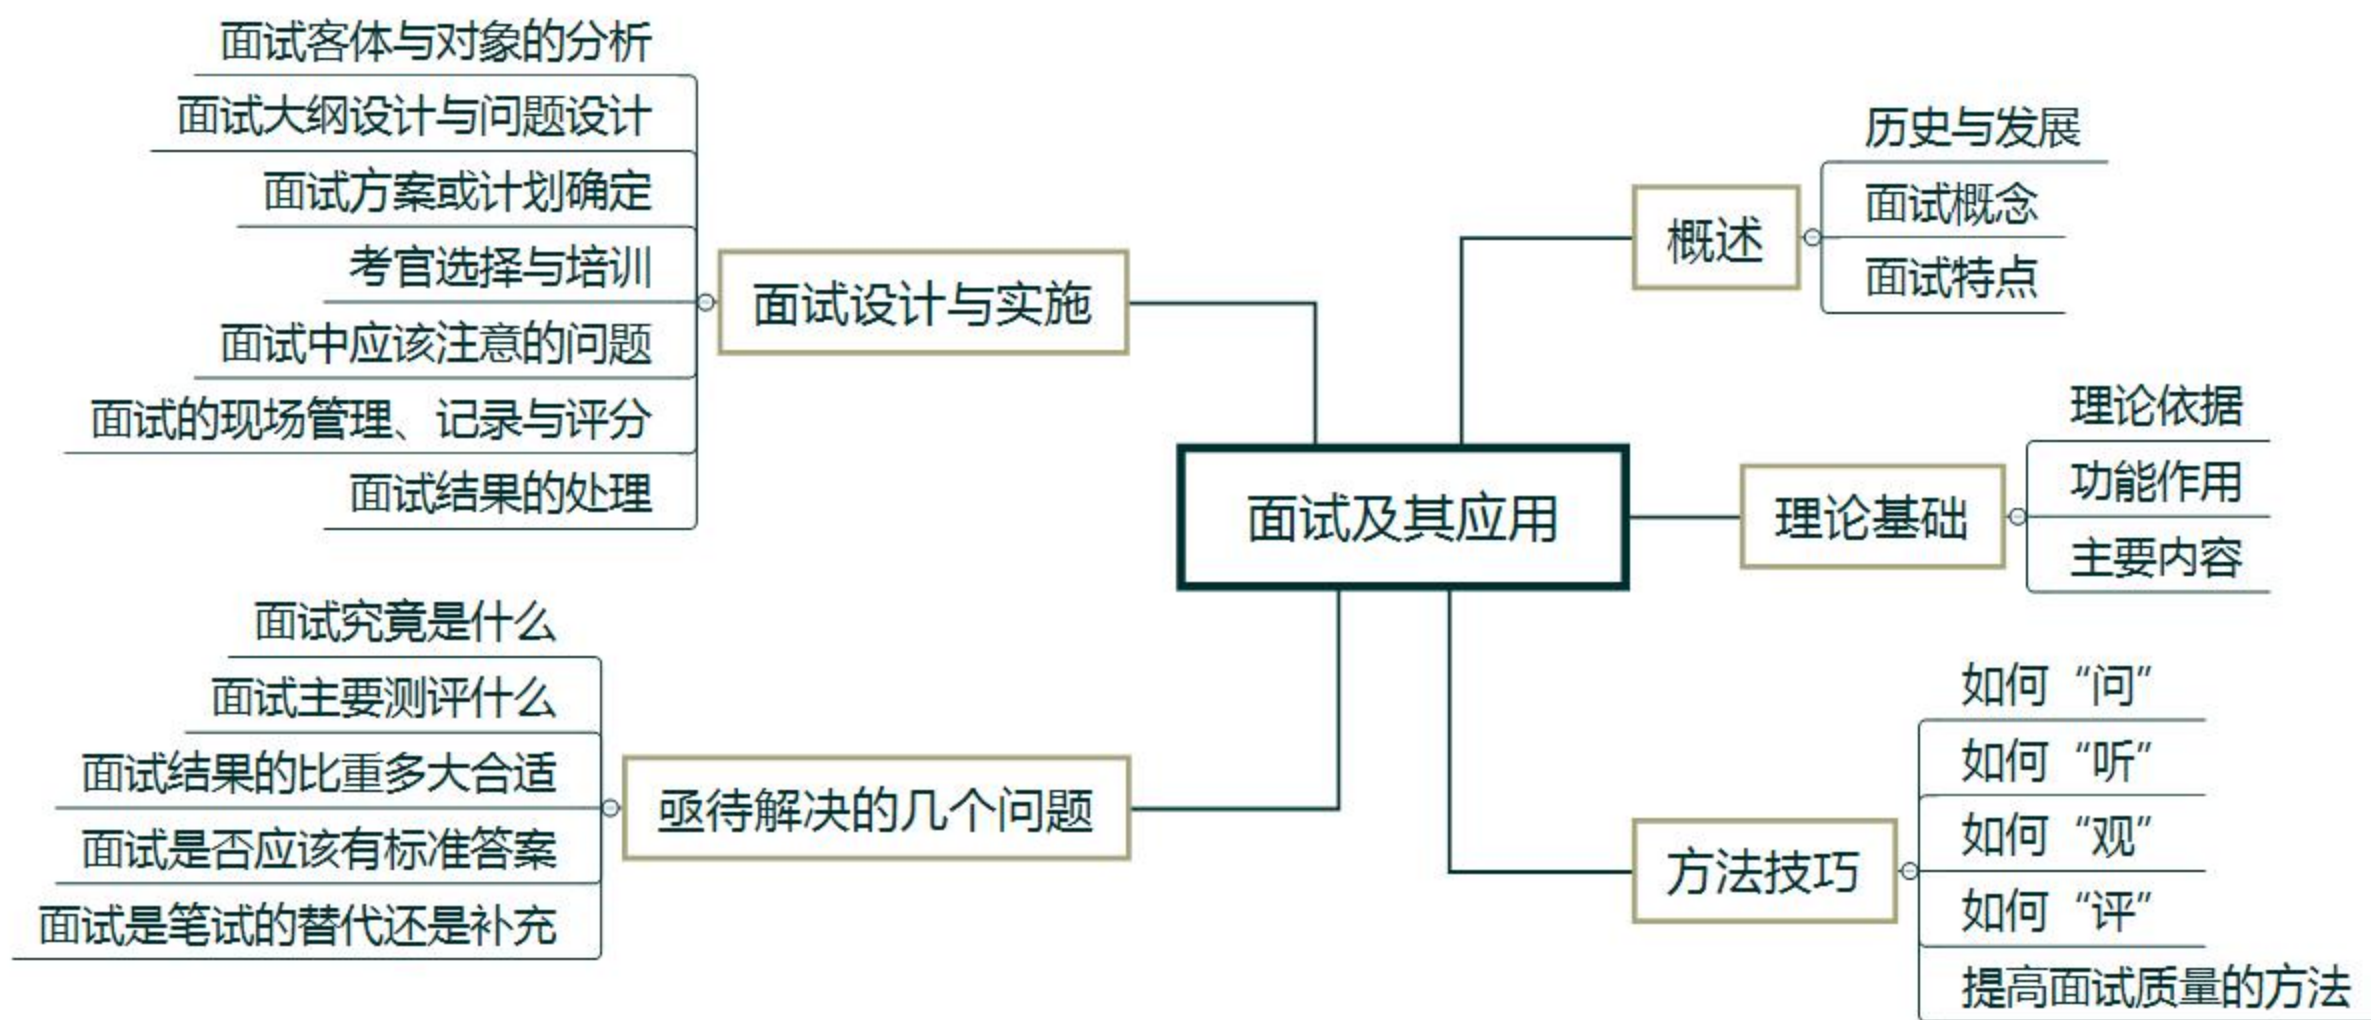 面试及其应用
概述
历史与发展
面试概念
面试特点
理论基础
理论依据
功能作用
主要内容
方法技巧
如何“问”
如何“听”
如何“观”
如何“评”
提高面试质量的方法
面试设计与实施
面试客体与对象的分析
面试大纲设计与问题设计
面试方案或计划确定
考官选择与培训
面试中应该注意的问题
面试的现场管理、记录与评分
面试结果的处理
亟待解决的几个问题
面试究竟是什么
面试主要测评什么
面试结果的比重多大合适
面试是否应该有标准答案
面试是笔试的替代还是补充